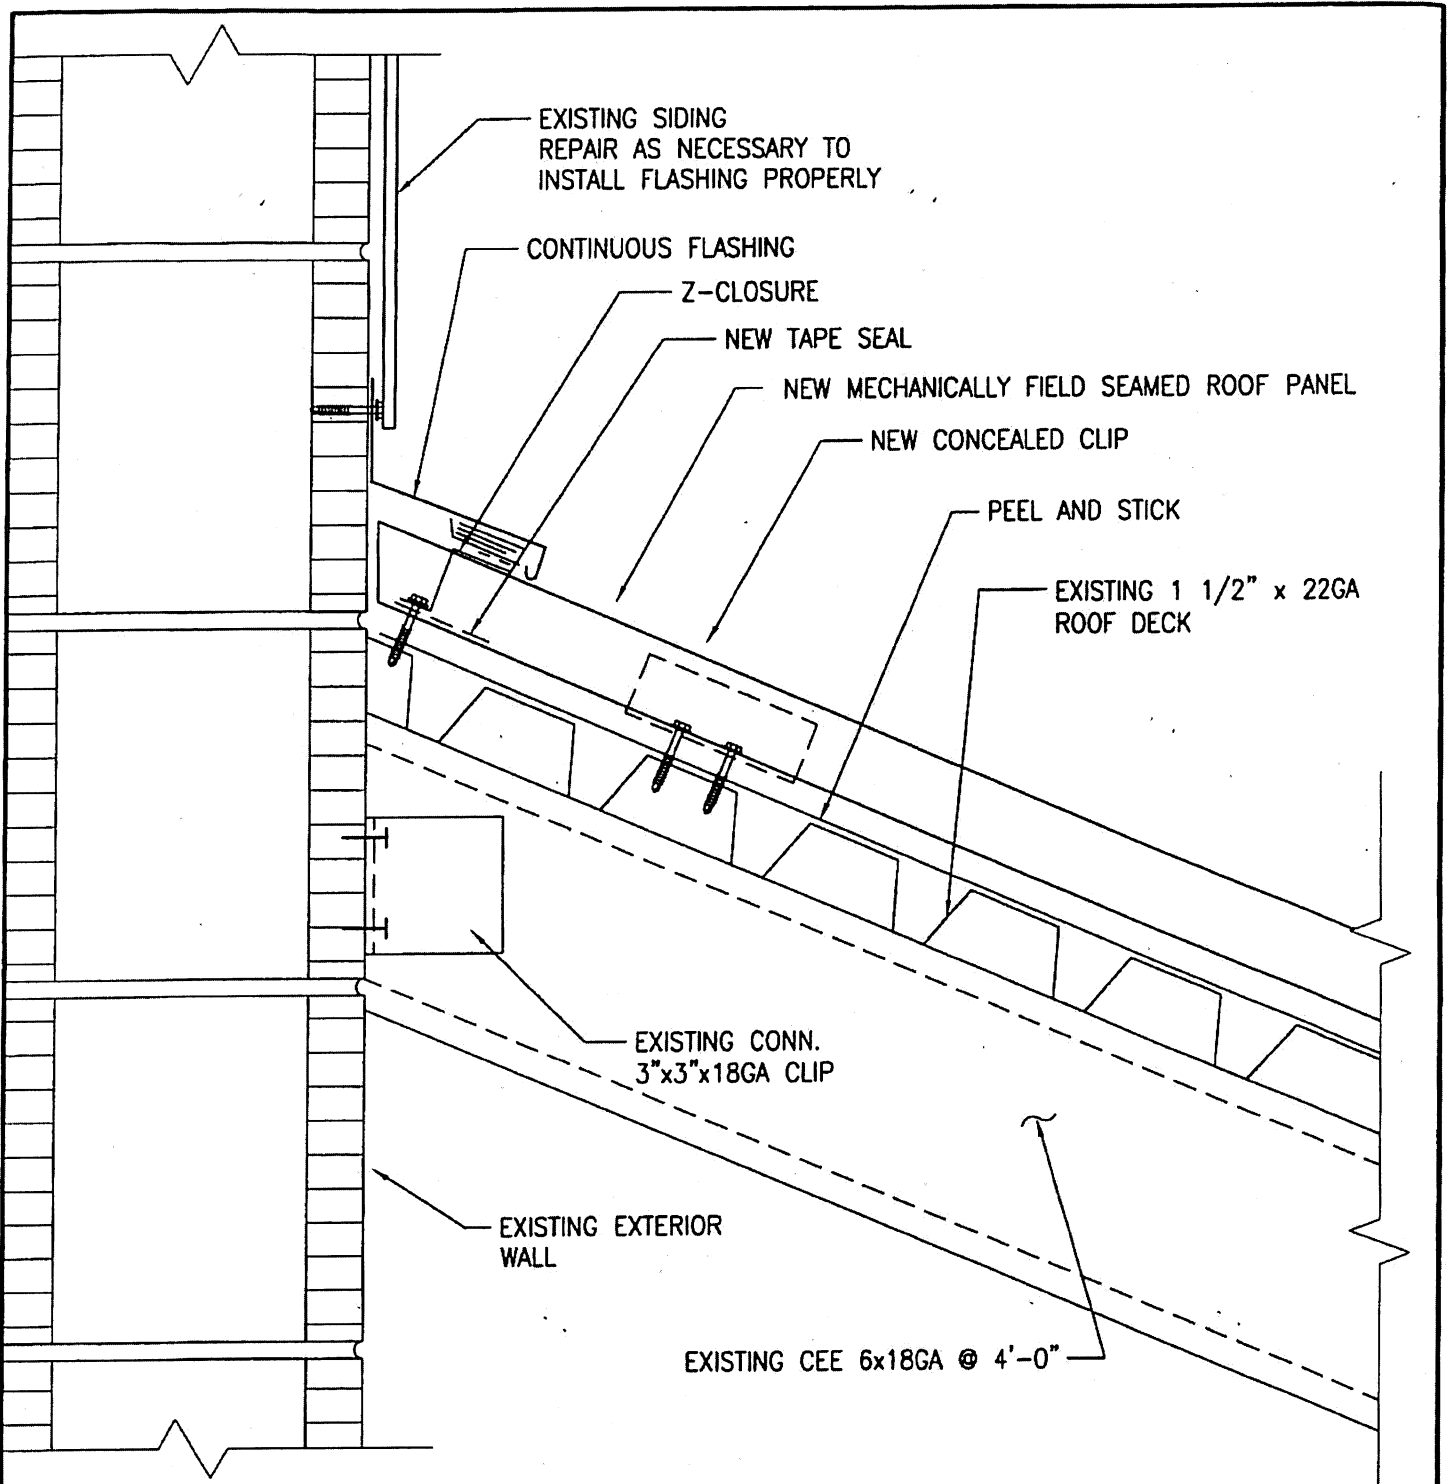 EXISTING SIDING
REPAIR AS NECESSARY TO
INSTALL FLASHING PROPERLY
CONTINUOUS FLASHING
Z-CLOSURE
NEW TAPE SEAL
NEW MECHANICALLY FIELD SEAMED ROOF PANEL
NEW CONCEALED CLIP
PEEL AND STICK
EXISTING 1 1/2" x 22GA
ROOF DECK
EXISTING CONN.
3"x3"x18GA CLIP
EXISTING EXTERIOR
WALL
EXISTING CEE 6x18GA @ 4'-0"